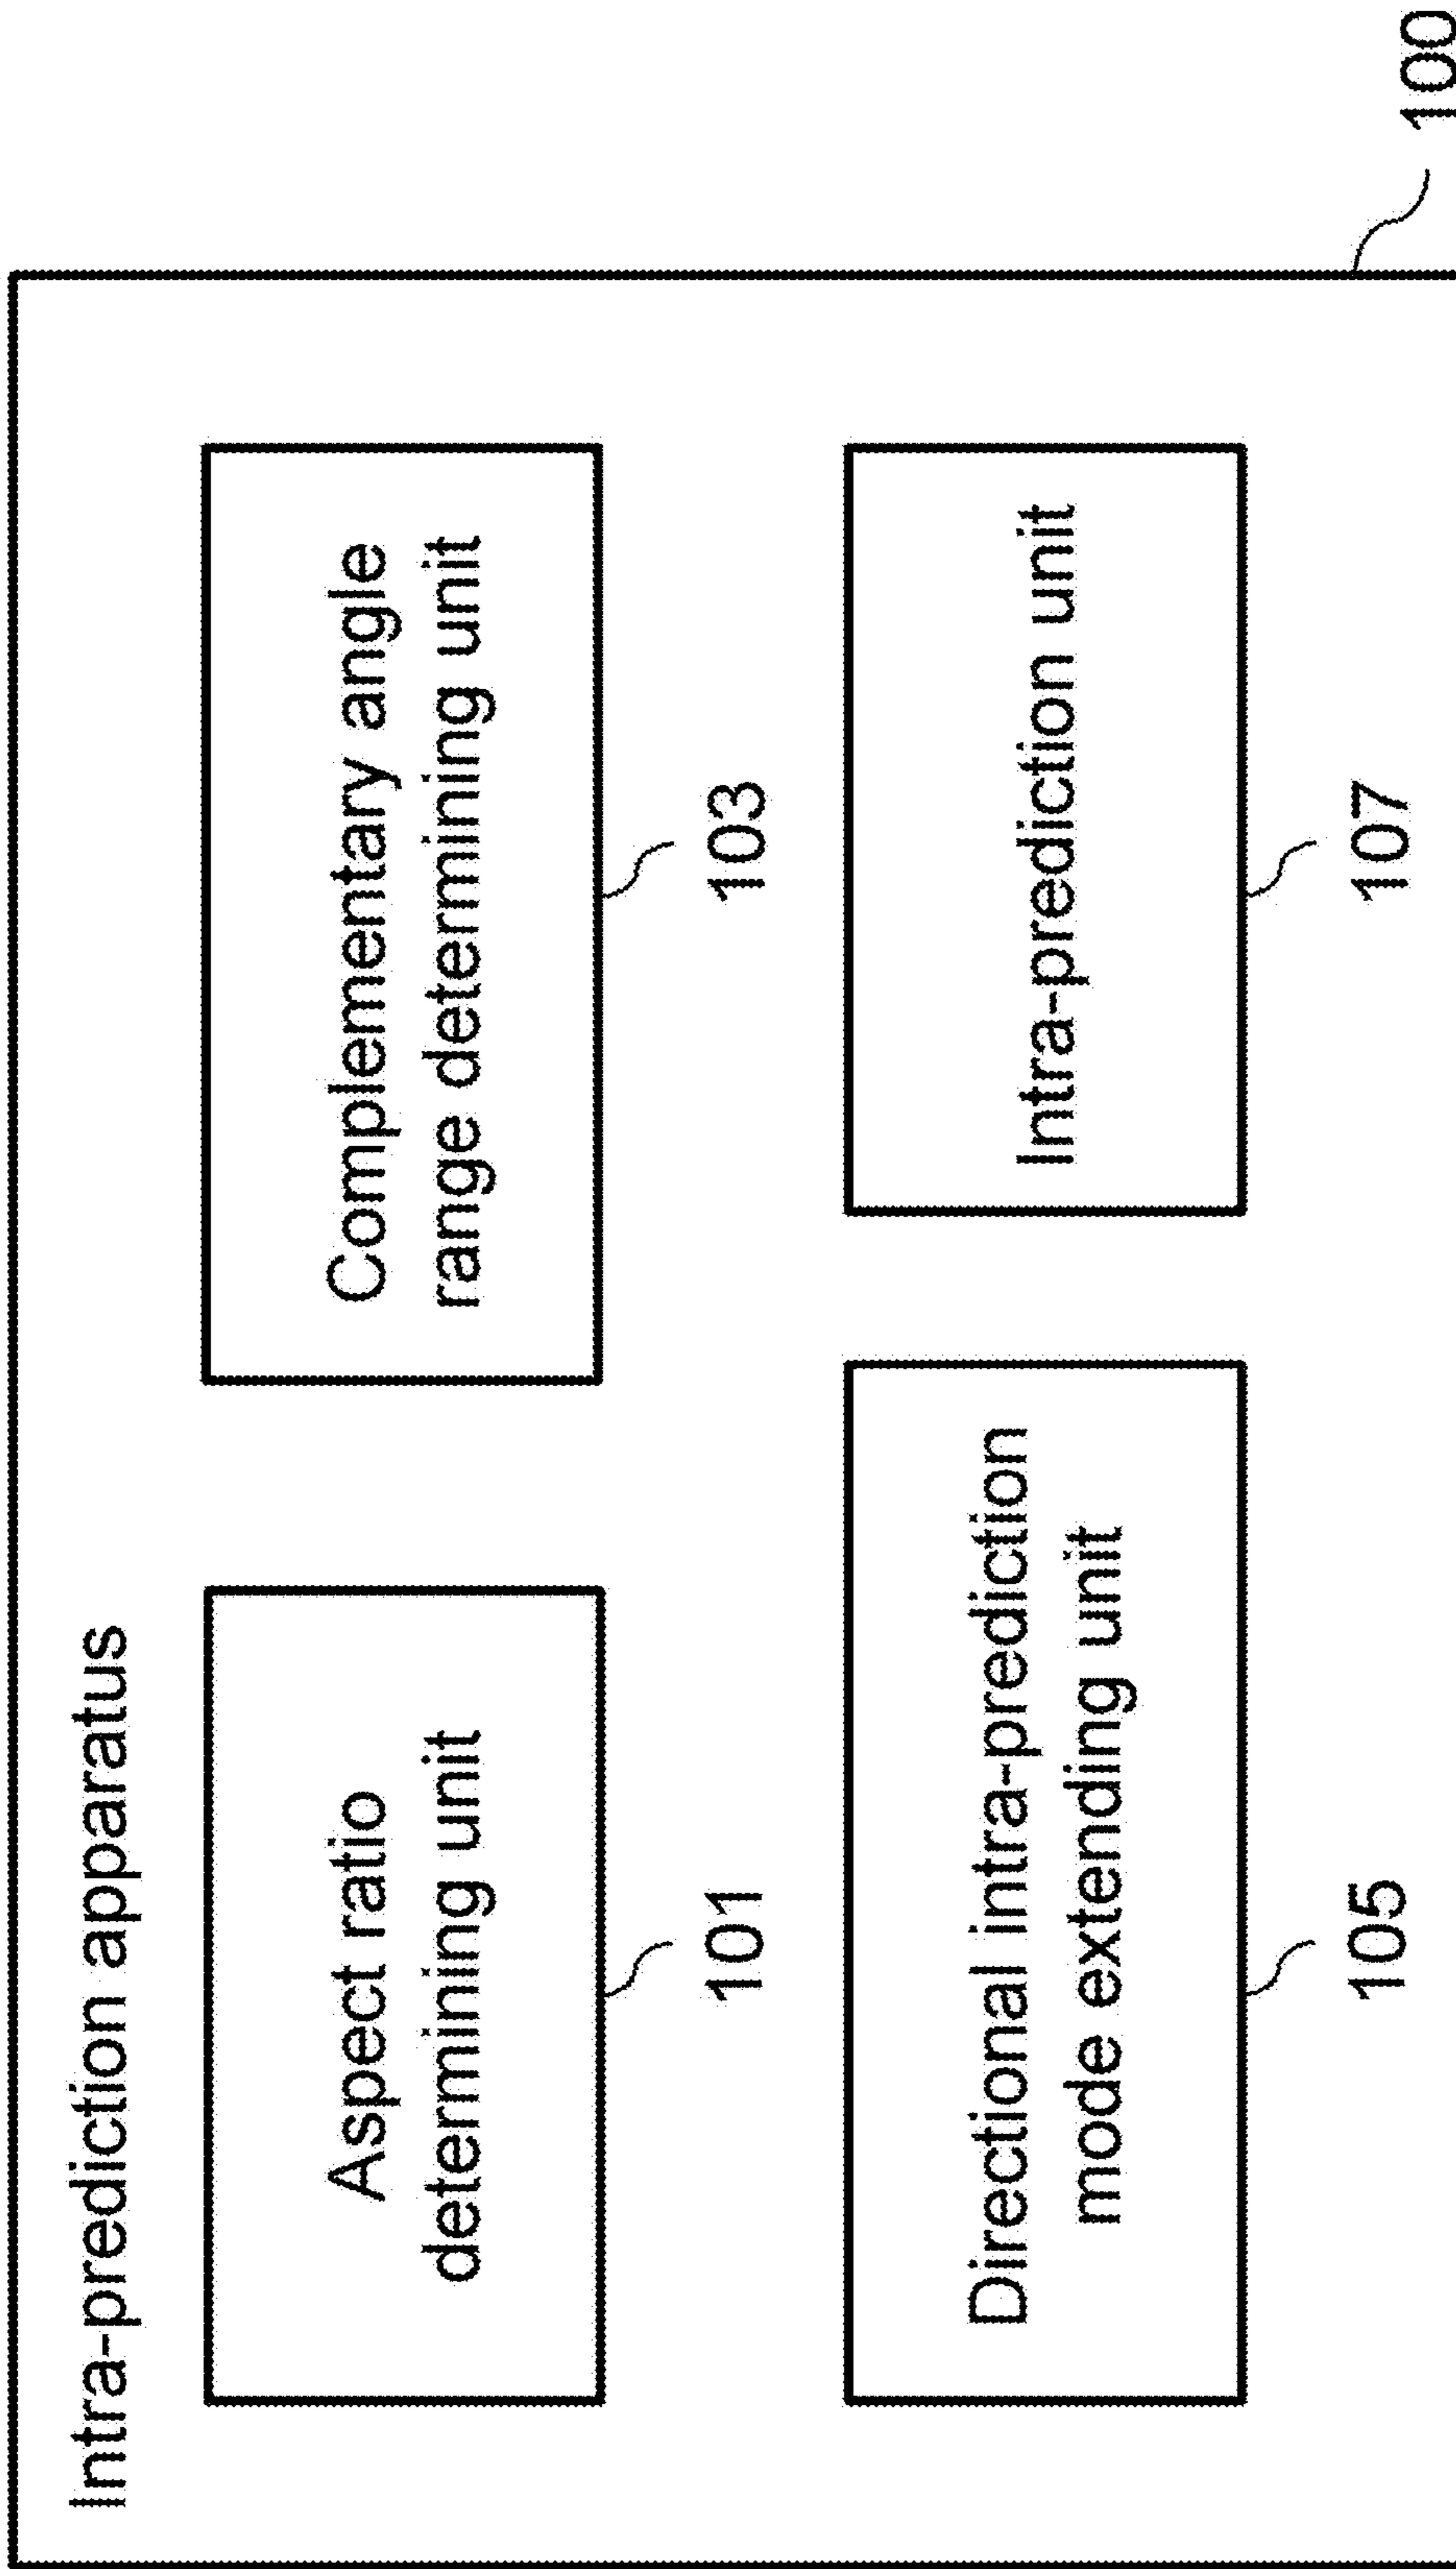 Intra-prediction apparatus
Aspect ratio
determining unit
101
Complementary angle
range determining unit
103
Directional intra-prediction
mode extending unit
105
Intra-prediction unit
107
100